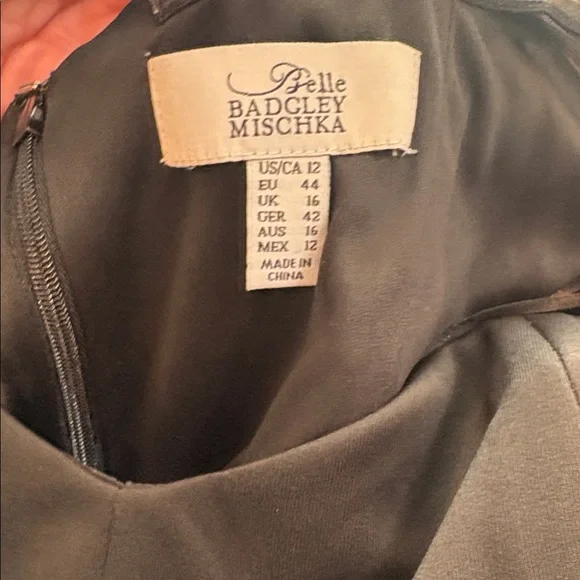 Belle
BADGLEY
MISCHKA
US/CA 12
EU 44
UK 16
GER 42
AUS 16
MEX 12
MADE IN
CHINA